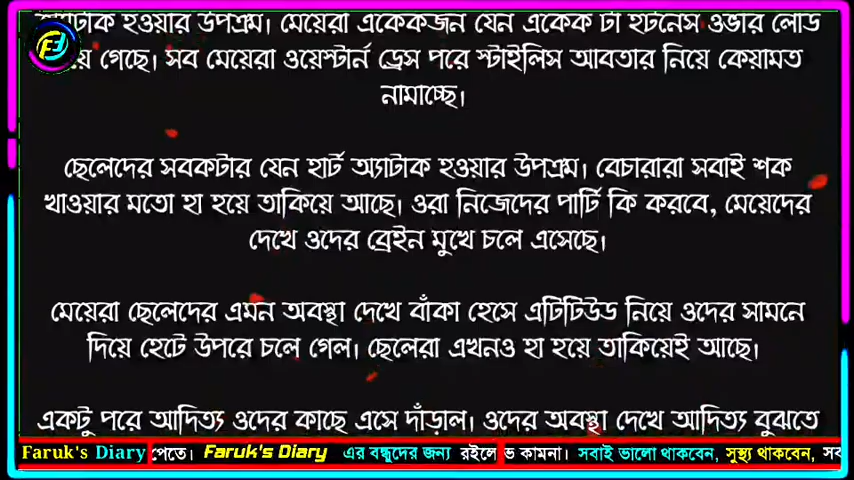 অ্যাটাক হওয়ার উপক্রম। মেয়েরা একেকজন যেন একেক টা হটনেস ওভার লোড
হয়ে গেছে। সব মেয়েরা ওয়েস্টার্ন ড্রেস পরে স্টাইলিস আবতার নিয়ে কেয়ামত
নামাচ্ছে।
ছেলেদের সবকটার যেন হার্ট অ্যাটাক হওয়ার উপক্রম। বেচারারা সবাই শক
খাওয়ার মতো হা হয়ে তাকিয়ে আছে। ওরা নিজেদের পার্টি কি করবে, মেয়েদের
দেখে ওদের ব্রেইন মুখে চলে এসেছে।
মেয়েরা ছেলেদের এমন অবস্থা দেখে বাঁকা হেসে এটিটিউড নিয়ে ওদের সামনে
দিয়ে হেটে উপরে চলে গেল। ছেলেরা এখনও হা হয়ে তাকিয়েই আছে।
একটু পরে আদিত্য ওদের কাছে এসে দাঁড়াল। ওদের অবস্থা দেখে আদিত্য বুঝতে
Faruk's Diary পেতে। Faruk's Diary এর বন্ধুদের জন্য রইলে ভ কামনা। সবাই ভালো থাকবেন, সুস্থ্য থাকবেন, সব